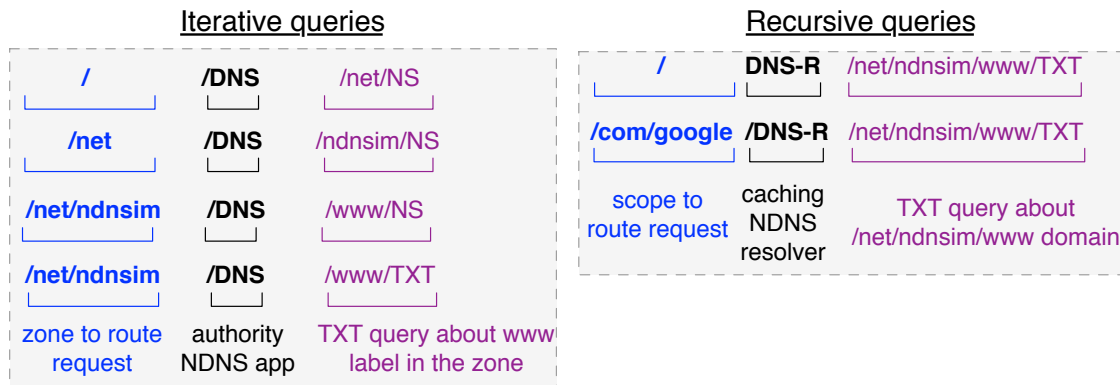 Iterative queries
/ /DNS /net/NS
/net /DNS /ndnsim/NS
/net/ndnsim /DNS /www/NS
/net/ndnsim /DNS /www/TXT
zone to route authority TXT query about www
request NDNS app label in the zone
Recursive queries
/ DNS-R /net/ndnsim/www/TXT
/com/google /DNS-R /net/ndnsim/www/TXT
scope to
route request
caching
NDNS
resolver
TXT query about
/net/ndnsim/www domain